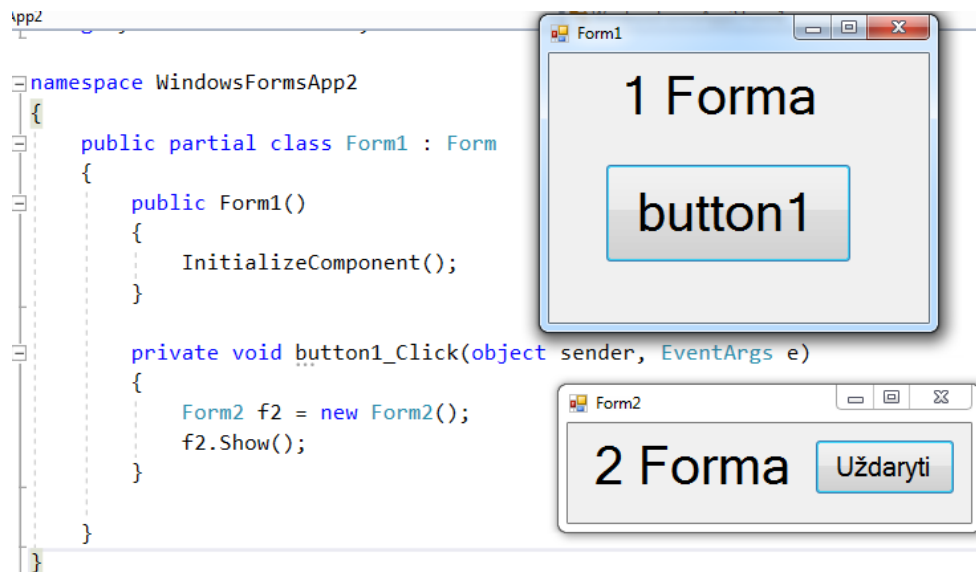 App2
namespace WindowsFormsApp2
{
public partial class Form1 : Form
{
public Form1()
{
InitializeComponent();
}
private void button1_Click(object sender, EventArgs e)
{
Form2 f2 = new Form2();
f2.Show();
}
}
}
Form1
1 Forma
button1
Form2
2 Forma
Uždaryti